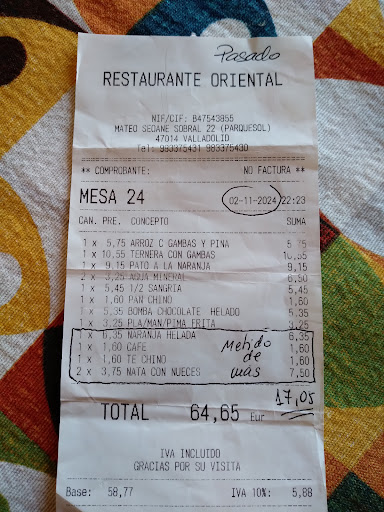 Pasado
RESTAURANTE ORIENTAL
NIF/CIF: B47543855
MATEO SEOANE SOBRAL 22 (PARQUESOL)
47014 VALLADOLID
Tel: 983375431 983375430
** COMPROBANTE: NO FACTURA **
MESA 24 02-11-2024 22:23
CAN. PRE. CONCEPTO SUMA
1 x 5,75 ARROZ C GAMBAS Y PINA 5,75
1 x 10,55 TERNERA CON GAMBAS 10,55
1 x 9,15 PATO A LA NARANJA 9,15
2 x 3,25 AGUA MINERAL 6,50
1 x 5,45 1/2 SANGRIA 5,45
1 x 1,60 PAN CHINO 1,60
1 x 5,35 BOMBA CHOCOLATE HELADO 5,35
1 x 3,25 PLA/MAN/PIMA FRITA 3,25
1 x 6,35 NARANJA HELADA 6,35
1 x 1,60 CAFE 1,60
1 x 1,60 TE CHINO 1,60
2 x 3,75 NATA CON NUECES 7,50
Metido
de
mas
17,05
TOTAL 64,65 Eur
IVA INCLUIDO
GRACIAS POR SU VISITA
Base: 58,77 IVA 10%: 5,88